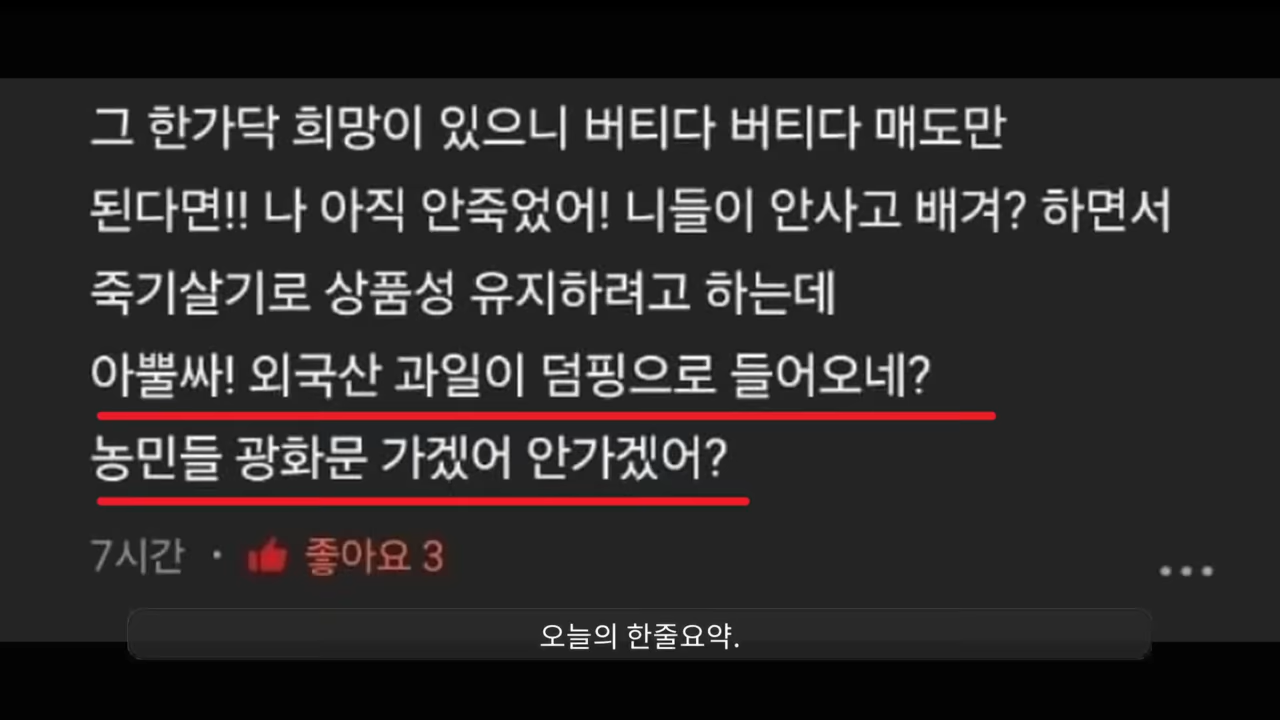 그 한가닥 희망이 있으니 버티다 버티다 매도만
된다면!! 나 아직 안죽었어! 니들이 안사고 배겨? 하면서
죽기살기로 상품성 유지하려고 하는데
아뿔싸! 외국산 과일이 덤핑으로 들어오네?
농민들 광화문 가겠어 안가겠어?
7시간 · 좋아요 3
오늘의 한줄요약.